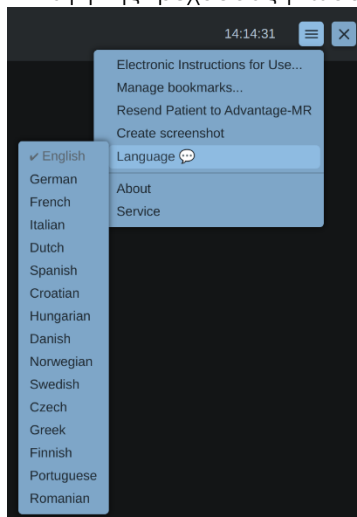 14:14:31
Electronic Instructions for Use...
Manage bookmarks...
Resend Patient to Advantage-MR
Create screenshot
Language 💬
About
Service
✔ English
German
French
Italian
Dutch
Spanish
Croatian
Hungarian
Danish
Norwegian
Swedish
Czech
Greek
Finnish
Portuguese
Romanian